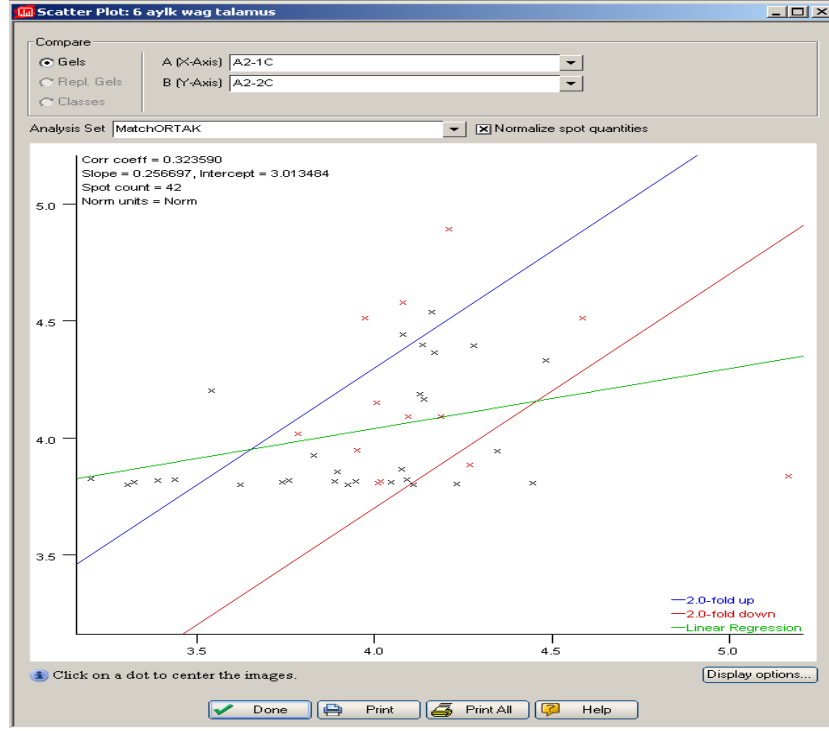 Scatter Plot: 6 aylk wag talamus
Compare
Gels
A (X-Axis) A2-1C
Repl. Gels
B (Y-Axis) A2-2C
Classes
Analysis Set MatchORTAK
Normalize spot quantities
Corr coeff = 0.323590
Slope = 0.256697, Intercept = 3.013484
Spot count = 42
Norm units = Norm
5.0
4.5
4.0
3.5
2.0-fold up
2.0-fold down
Linear Regression
3.5 4.0 4.5 5.0
Click on a dot to center the images.
Display options...
Done Print Print All Help